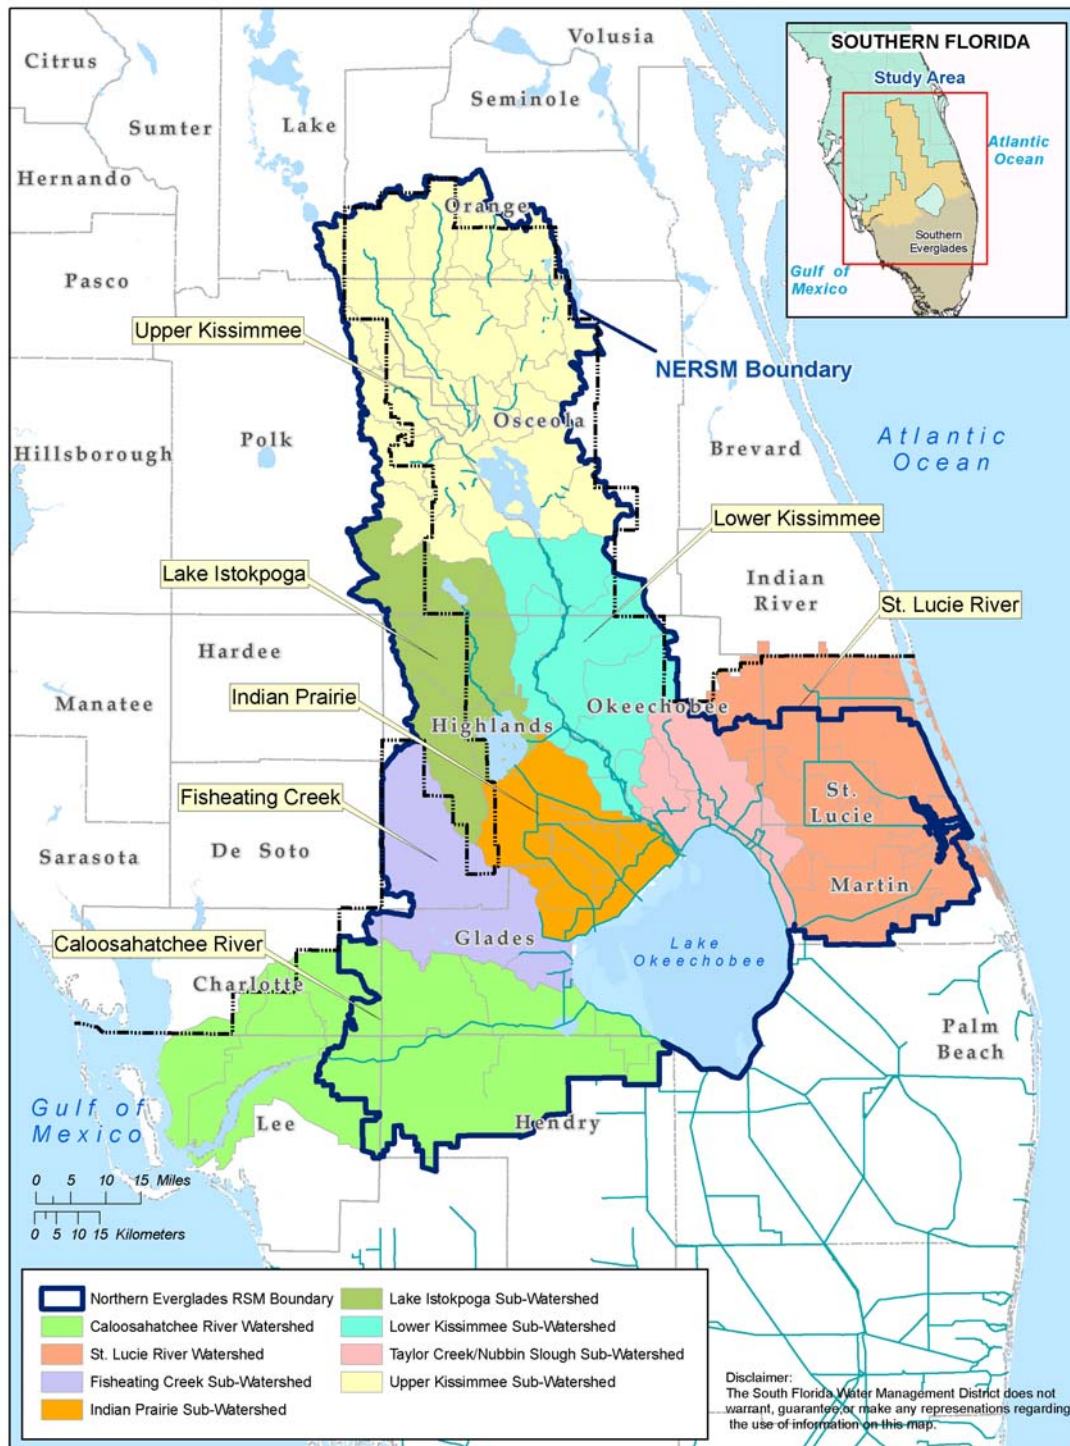 Volusia
Citrus
Seminole
Sumter
Lake
Hernando
Orange
Pasco
SOUTHERN FLORIDA
Study Area
Atlantic
Ocean
Southern
Everglades
Gulf of
Mexico
Upper Kissimmee
NERSM Boundary
Osceola
Polk
Hillsborough
Brevard
Atlantic
Ocean
Lower Kissimmee
Lake Istokpoga
Indian
River
St. Lucie River
Hardee
Manatee
Indian Prairie
Okeechobee
Highlands
Fisheating Creek
St.
Lucie
Sarasota
De Soto
Martin
Caloosahatchee River
Glades
Lake
Okeechobee
Charlotte
Palm
Beach
Gulf of
Mexico
Lee
Hendry
0 5 10 15 Miles
0 5 10 15 Kilometers
Northern Everglades RSM Boundary
Caloosahatchee River Watershed
St. Lucie River Watershed
Fisheating Creek Sub-Watershed
Indian Prairie Sub-Watershed
Lake Istokpoga Sub-Watershed
Lower Kissimmee Sub-Watershed
Taylor Creek/Nubbin Slough Sub-Watershed
Upper Kissimmee Sub-Watershed
Disclaimer:
The South Florida Water Management District does not
warrant, guarantee,or make any represenations regarding
the use of information on this map.